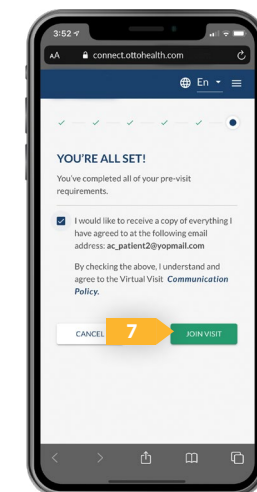 3:52
AA connect.ottohealth.com
En
YOU'RE ALL SET!
You've completed all of your pre-visit
requirements.
I would like to receive a copy of everything I
have agreed to at the following email
address: ac_patient2@yopmail.com
By checking the above, I understand and
agree to the Virtual Visit Communication
Policy.
CANCEL 7 JOIN VISIT